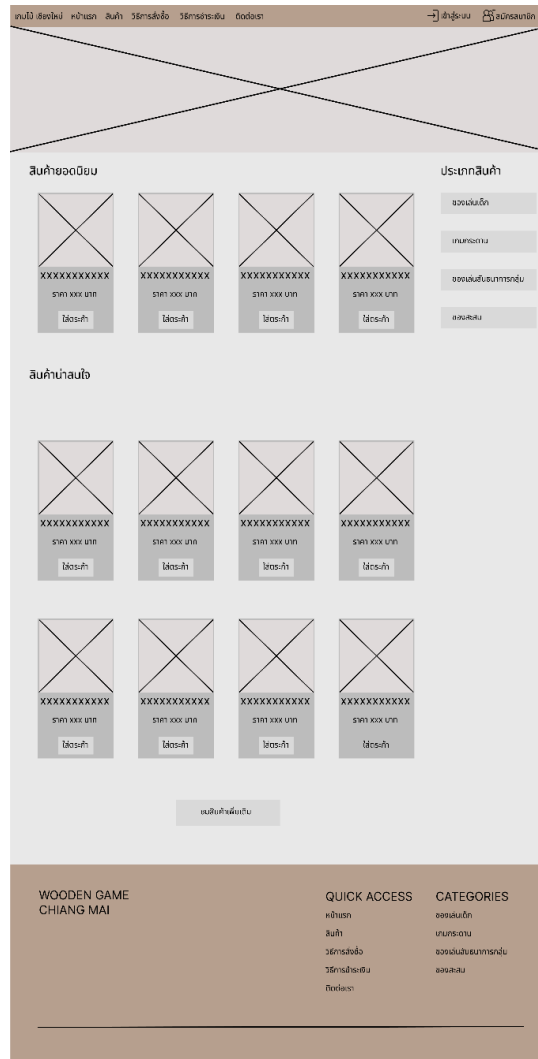 เกมไม้ เชียงใหม่ หน้าแรก สินค้า วิธีการสั่งซื้อ วิธีการชำระเงิน ติดต่อเรา เข้าสู่ระบบ สมัครสมาชิก
สินค้ายอดนิยม
ประเภทสินค้า
ของเล่นเด็ก
เกมกระดาน
ของเล่นสันธนาการกลุ่ม
ของสะสม
XXXXXXXXXXX XXXXXXXXXXX XXXXXXXXXXX XXXXXXXXXXX
ราคา xxx บาท ราคา xxx บาท ราคา xxx บาท ราคา xxx บาท
ใส่ตระกร้า ใส่ตระกร้า ใส่ตระกร้า ใส่ตระกร้า
สินค้าน่าสนใจ
XXXXXXXXXXX XXXXXXXXXXX XXXXXXXXXXX XXXXXXXXXXX
ราคา xxx บาท ราคา xxx บาท ราคา xxx บาท ราคา xxx บาท
ใส่ตระกร้า ใส่ตระกร้า ใส่ตระกร้า ใส่ตระกร้า
XXXXXXXXXXX XXXXXXXXXXX XXXXXXXXXXX XXXXXXXXXXX
ราคา xxx บาท ราคา xxx บาท ราคา xxx บาท ราคา xxx บาท
ใส่ตระกร้า ใส่ตระกร้า ใส่ตระกร้า ใส่ตระกร้า
ชมสินค้าเพิ่มเติม
WOODEN GAME
CHIANG MAI
QUICK ACCESS
หน้าแรก
สินค้า
วิธีการสั่งซื้อ
วิธีการชำระเงิน
ติดต่อเรา
CATEGORIES
ของเล่นเด็ก
เกมกระดาน
ของเล่นสันธนาการกลุ่ม
ของสะสม